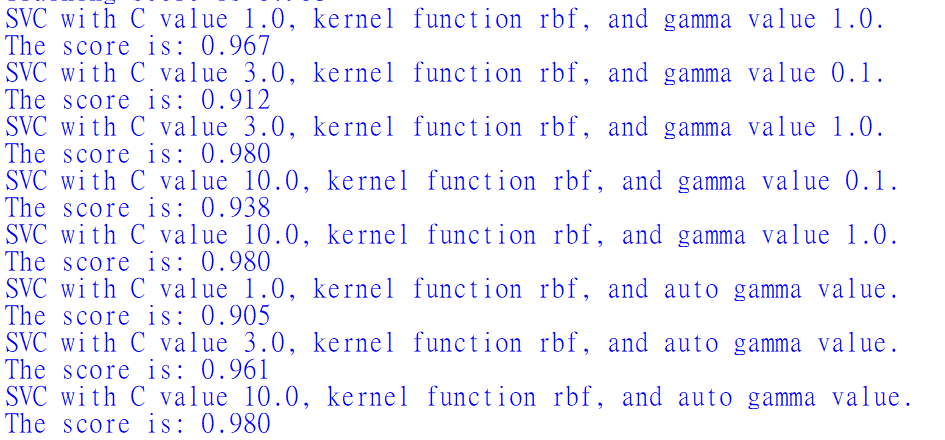 SVC with C value 1.0, kernel function rbf, and gamma value 1.0.
The score is: 0.967
SVC with C value 3.0, kernel function rbf, and gamma value 0.1.
The score is: 0.912
SVC with C value 3.0, kernel function rbf, and gamma value 1.0.
The score is: 0.980
SVC with C value 10.0, kernel function rbf, and gamma value 0.1.
The score is: 0.938
SVC with C value 10.0, kernel function rbf, and gamma value 1.0.
The score is: 0.980
SVC with C value 1.0, kernel function rbf, and auto gamma value.
The score is: 0.905
SVC with C value 3.0, kernel function rbf, and auto gamma value.
The score is: 0.961
SVC with C value 10.0, kernel function rbf, and auto gamma value.
The score is: 0.980